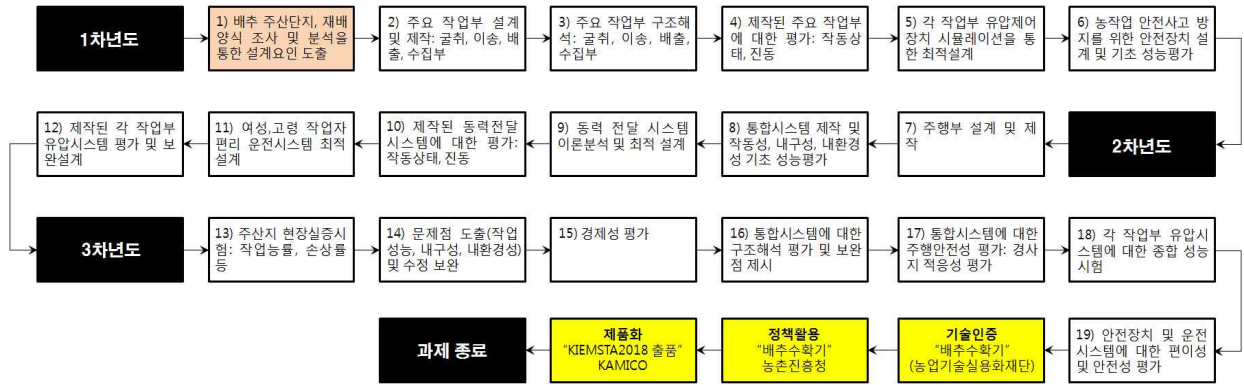 1차년도
1) 배추 주산단지, 재배
양식 조사 및 분석을
통한 설계요인 도출
2) 주요 작업부 설계
및 제작: 굴취, 이송, 배
출, 수집부
3) 주요 작업부 구조해
석: 굴취, 이송, 배출,
수집부
4) 제작된 주요 작업부
에 대한 평가: 작동상
태, 진동
5) 각 작업부 유압제어
장치 시뮬레이션을 통
한 최적설계
6) 농작업 안전사고 방
지를 위한 안전장치 설
계 및 기초 성능평가
2차년도
7) 주행부 설계 및 제
작
8) 통합시스템 제작 및
작동성, 내구성, 내환경
성 기초 성능평가
9) 동력 전달 시스템
이론분석 및 최적 설계
10) 제작된 동력전달
시스템에 대한 평가:
작동상태, 진동
11) 여성,고령 작업자
편리 운전시스템 최적
설계
12) 제작된 각 작업부
유압시스템 평가 및 보
완설계
3차년도
13) 주산지 현장실증시
험: 작업능률, 손상률
등
14) 문제점 도출(작업
성능, 내구성, 내환경성)
및 수정 보완
15) 경제성 평가
16) 통합시스템에 대한
구조해석 평가 및 보완
점 제시
17) 통합시스템에 대한
주행안전성 평가: 경사
지 적응성 평가
18) 각 작업부 유압시
스템에 대한 종합 성능
시험
19) 안전장치 및 운전
시스템에 대한 편이성
및 안전성 평가
기술인증
"배추수확기"
(농업기술실용화재단)
정책활용
"배추수확기"
농촌진흥청
제품화
"KIEMSTA2018 출품"
KAMICO
과제 종료